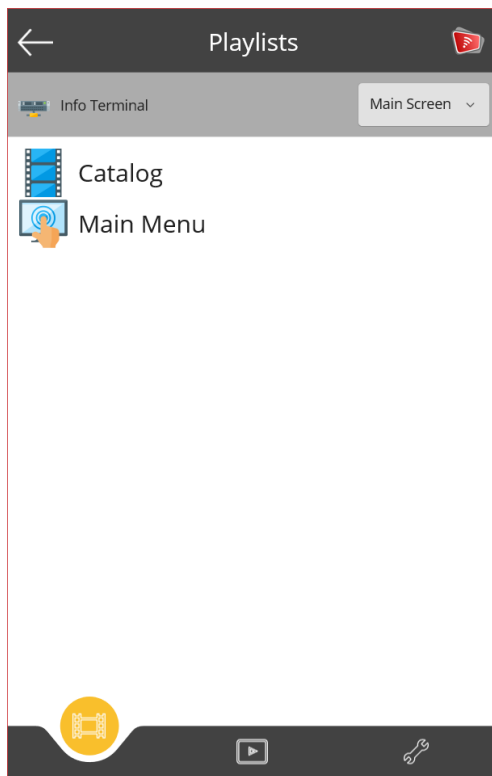 Playlists
Info Terminal
Main Screen
Catalog
Main Menu